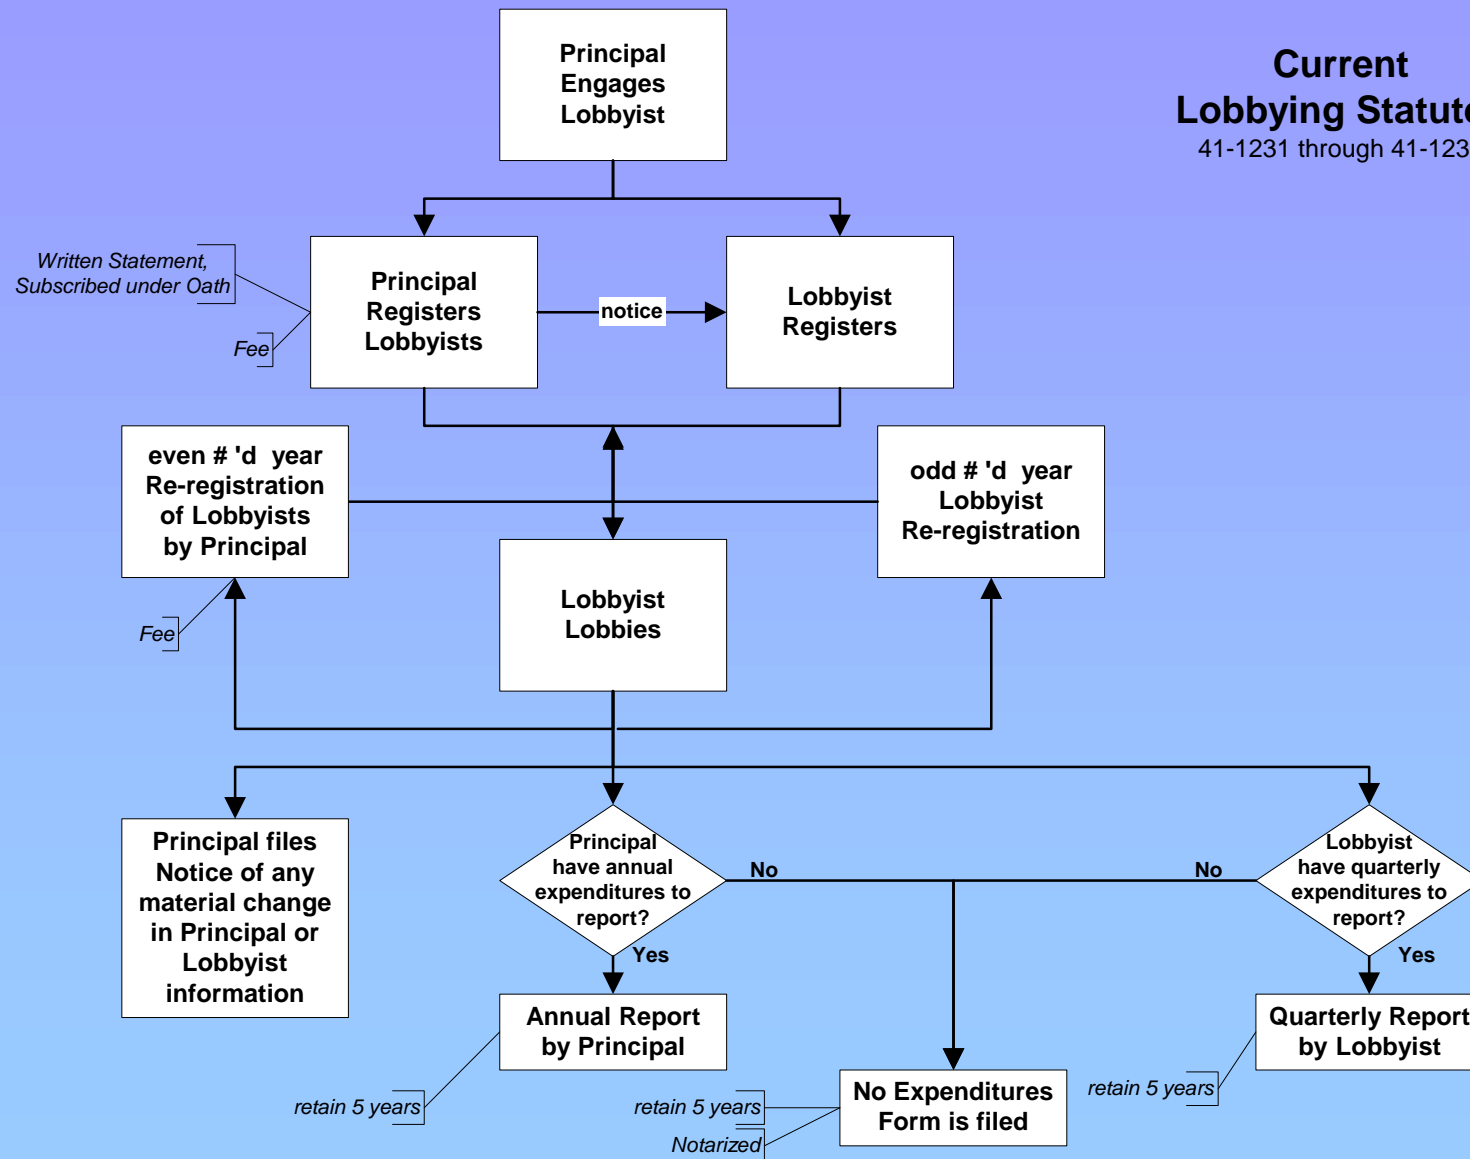 Principal
Engages
Lobbyist
Current
Lobbying Statute
41-1231 through 41-123
Written Statement,
Subscribed under Oath
Fee
Principal
Registers
Lobbyists
notice
Lobbyist
Registers
even # 'd year
Re-registration
of Lobbyists
by Principal
Fee
odd # 'd year
Lobbyist
Re-registration
Lobbyist
Lobbies
Principal files
Notice of any
material change
in Principal or
Lobbyist
information
Principal
have annual
expenditures to
report?
No
Yes
No
Lobbyist
have quarterly
expenditures to
report?
Yes
Annual Report
by Principal
retain 5 years
No Expenditures
Form is filed
retain 5 years
Notarized
Quarterly Report
by Lobbyist
retain 5 years